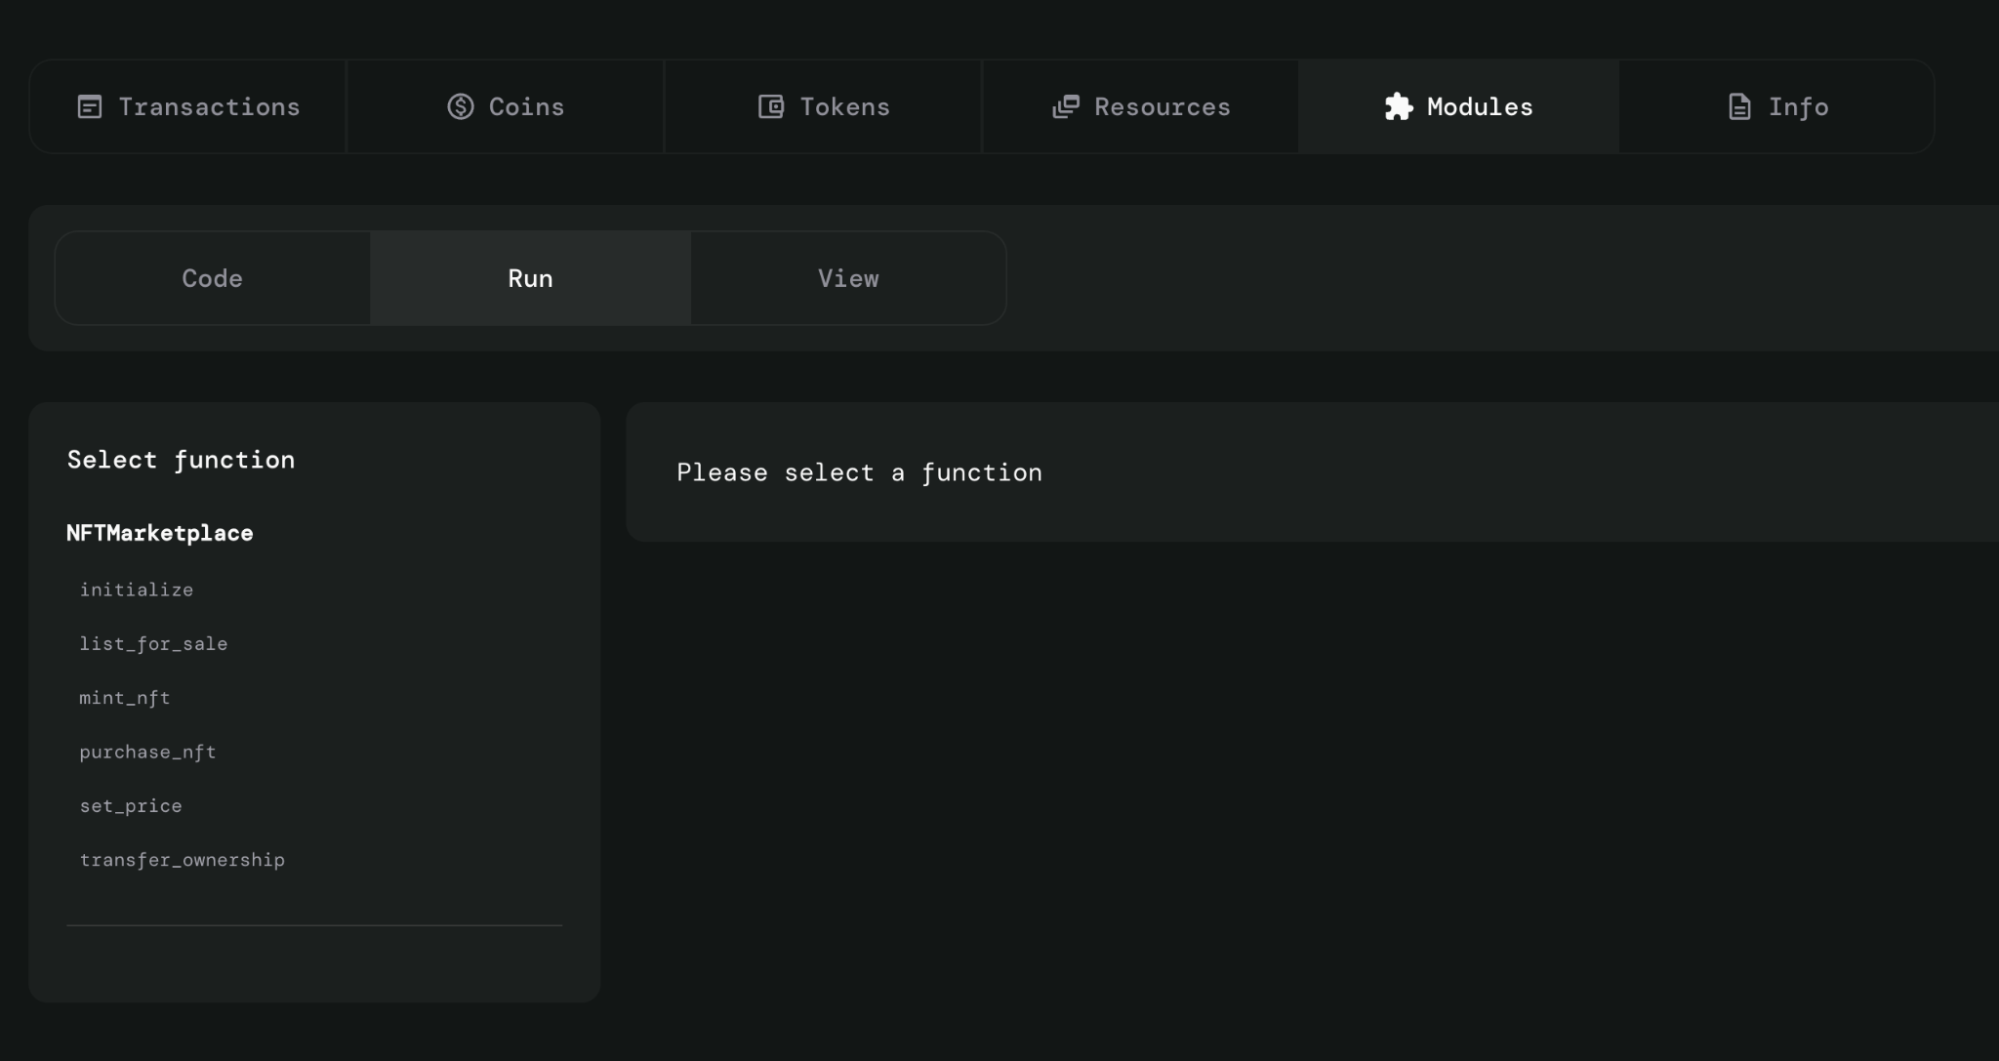 Transactions Coins Tokens Resources Modules Info
Code Run View
Select function
Please select a function
NFTMarketplace
initialize
list_for_sale
mint_nft
purchase_nft
set_price
transfer_ownership